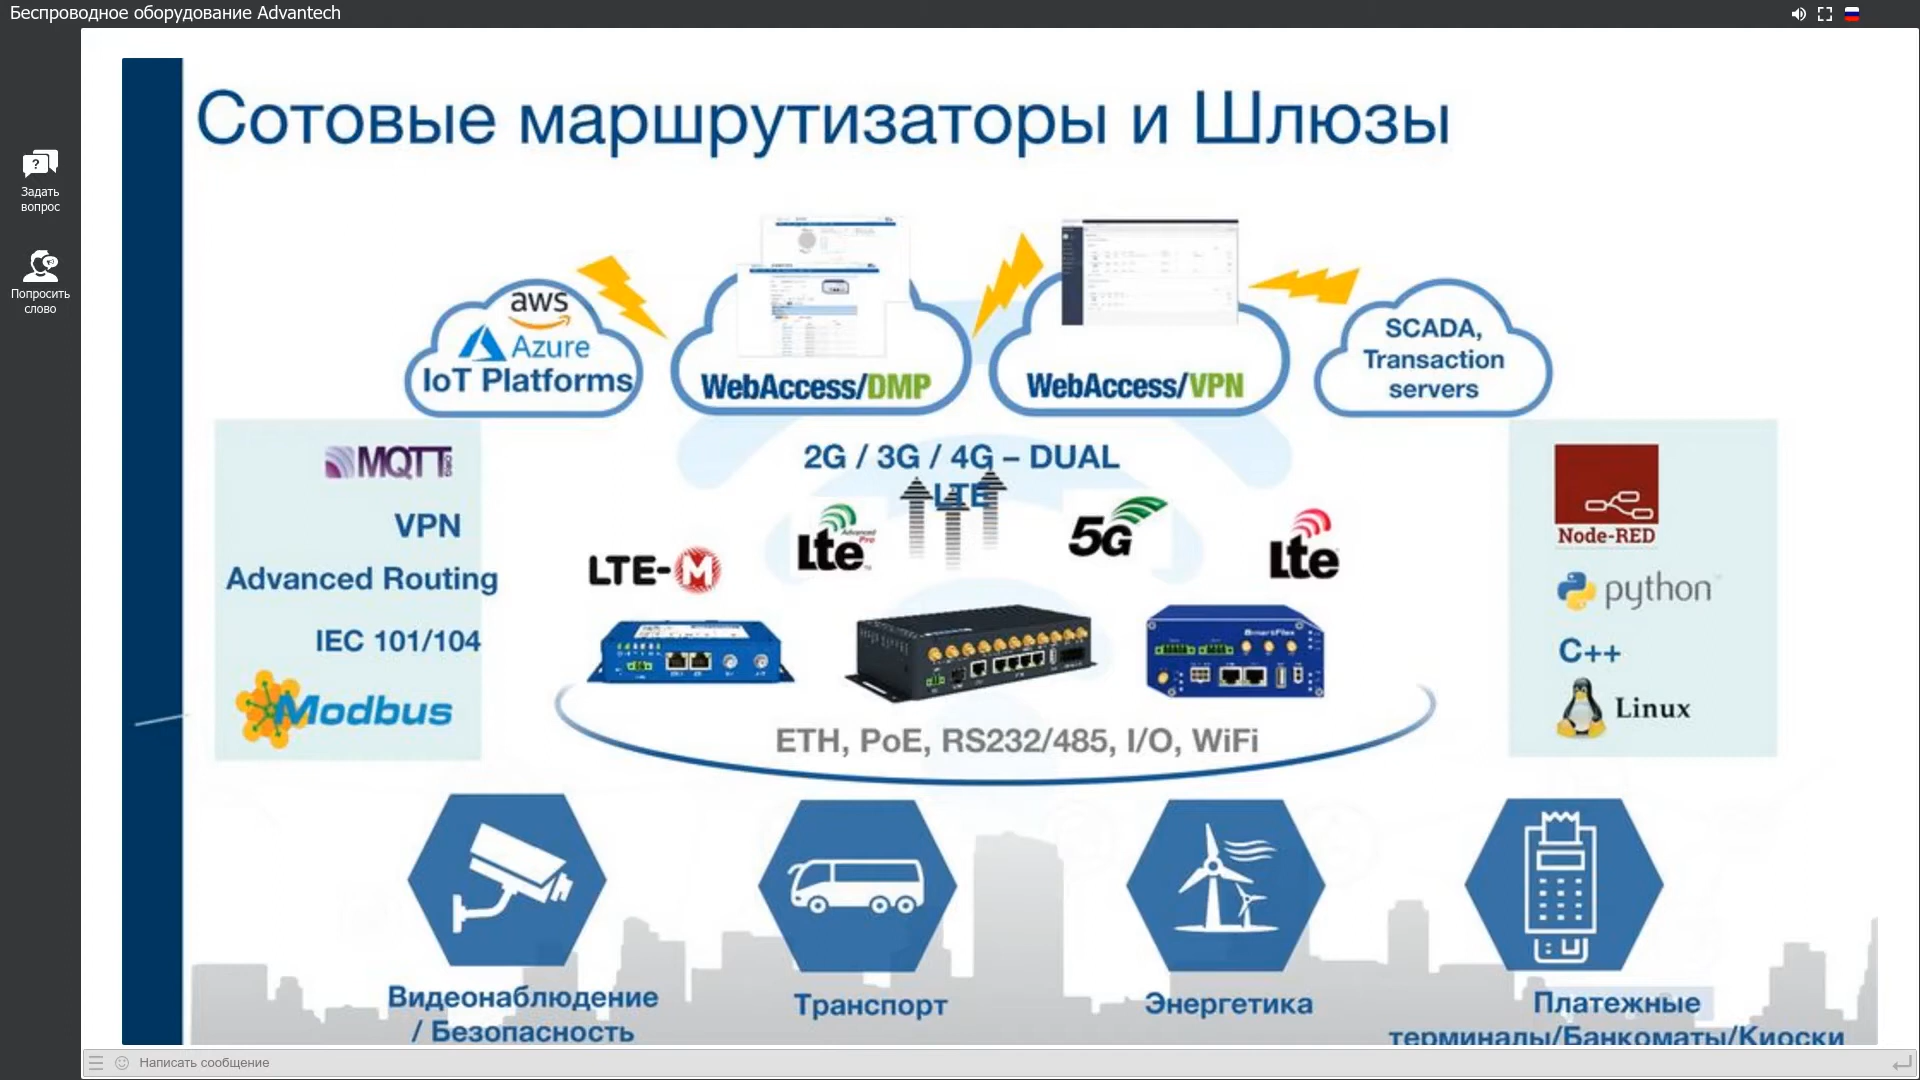 Беспроводное оборудование Advantech
Задать
вопрос
Попросить
слово
Сотовые маршрутизаторы и Шлюзы
aws
Azure
IoT Platforms
WebAccess/DMP
WebAccess/VPN
SCADA,
Transaction
servers
MQTT.ORG
VPN
Advanced Routing
IEC 101/104
Modbus
2G / 3G / 4G – DUAL
LTE
LTE-M
Lte Advanced Pro
5G
Lte
SmartFlex
ETH, PoE, RS232/485, I/O, WiFi
Node-RED
python
C++
Linux
Видеонаблюдение
/ Безопасность
Транспорт
Энергетика
Платежные
терминалы/Банкоматы/Киоски
Написать сообщение